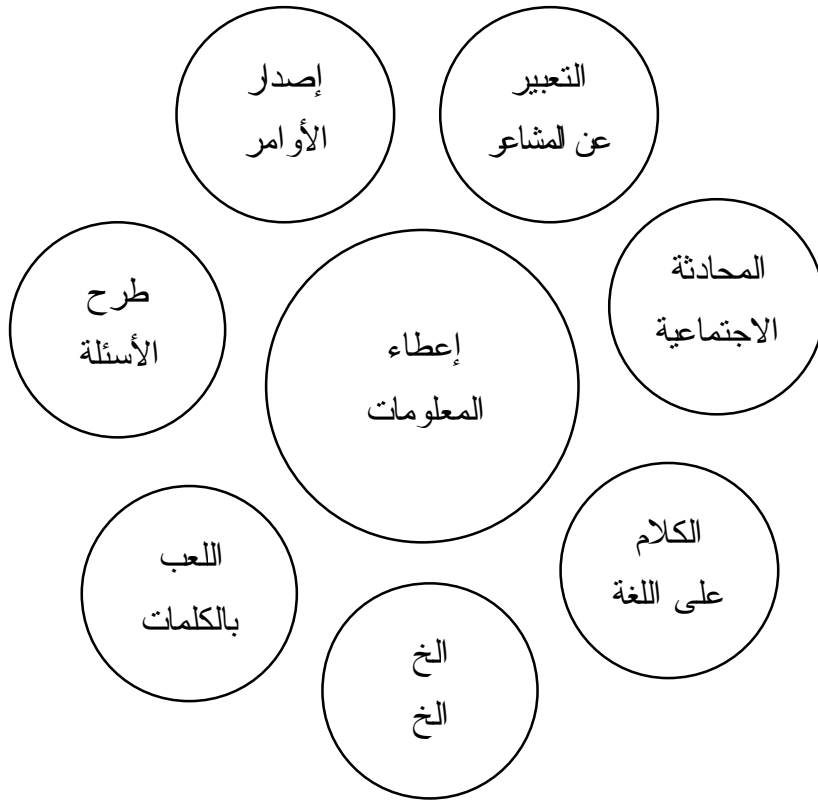 التعبير
عن المشاعر
إصدار
الأوامر
المحادثة
الاجتماعية
طرح
الأسئلة
إعطاء
المعلومات
الكلام
على اللغة
اللعب
بالكلمات
الخ
الخ